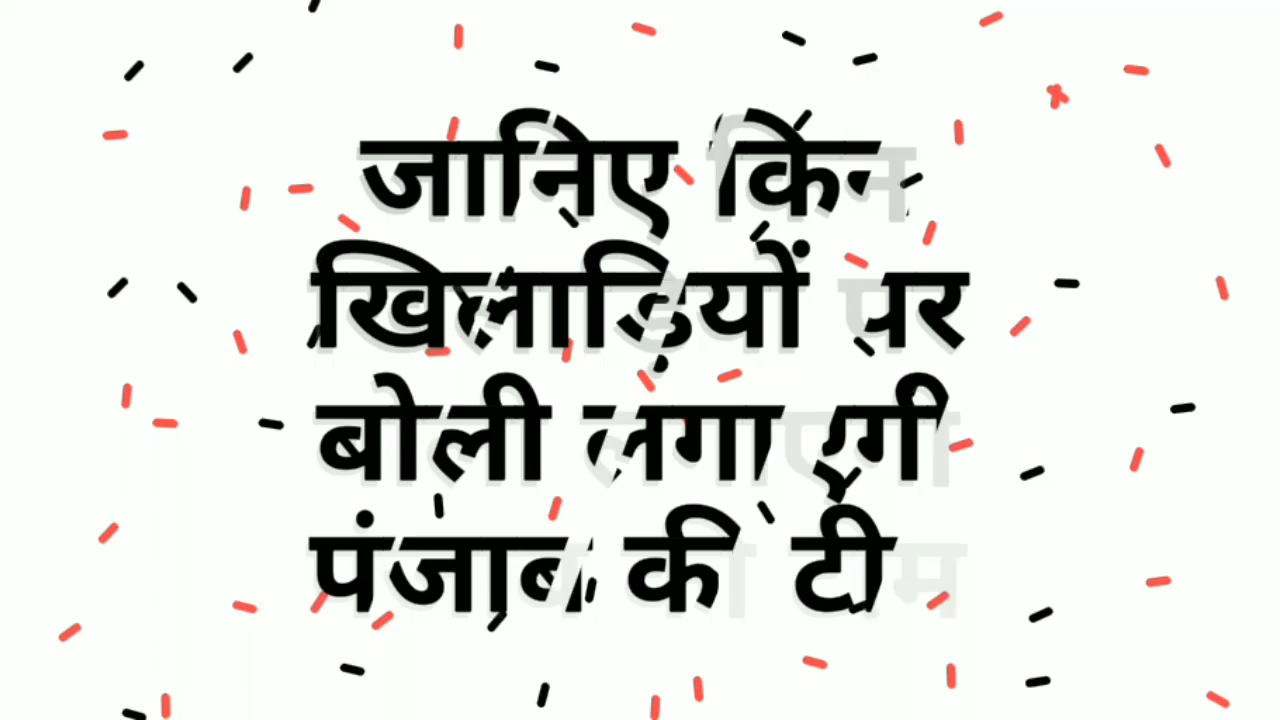 जानिए किन
खिलाड़ियों पर
बोली लगाएगी
पंजाब की टीम